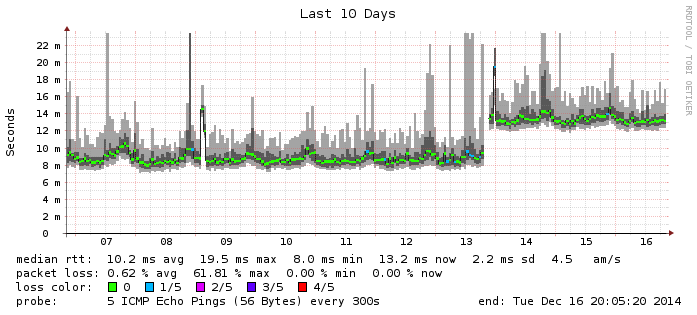 Last 10 Days
RRDTOOL / TOBI OETIKER
Seconds
22 m
20 m
18 m
16 m
14 m
12 m
10 m
8 m
6 m
4 m
2 m
0
07 08 09 10 11 12 13 14 15 16
median rtt: 10.2 ms avg 19.5 ms max 8.0 ms min 13.2 ms now 2.2 ms sd 4.5 am/s
packet loss: 0.62 % avg 61.81 % max 0.00 % min 0.00 % now
loss color: 0 1/5 2/5 3/5 4/5
probe: 5 ICMP Echo Pings (56 Bytes) every 300s end: Tue Dec 16 20:05:20 2014